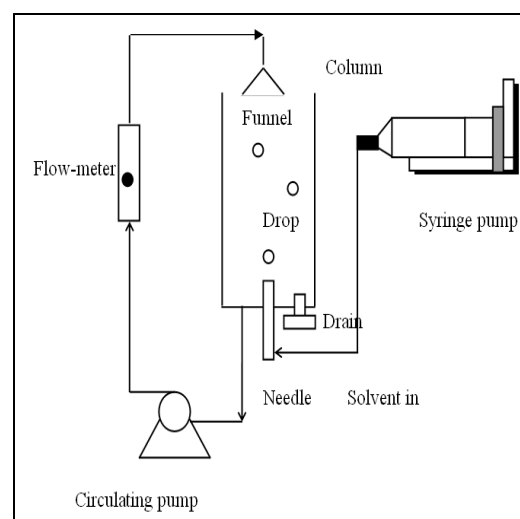 Column
Funnel
Flow-meter
Drop
Syringe pump
Drain
Needle
Solvent in
Circulating pump